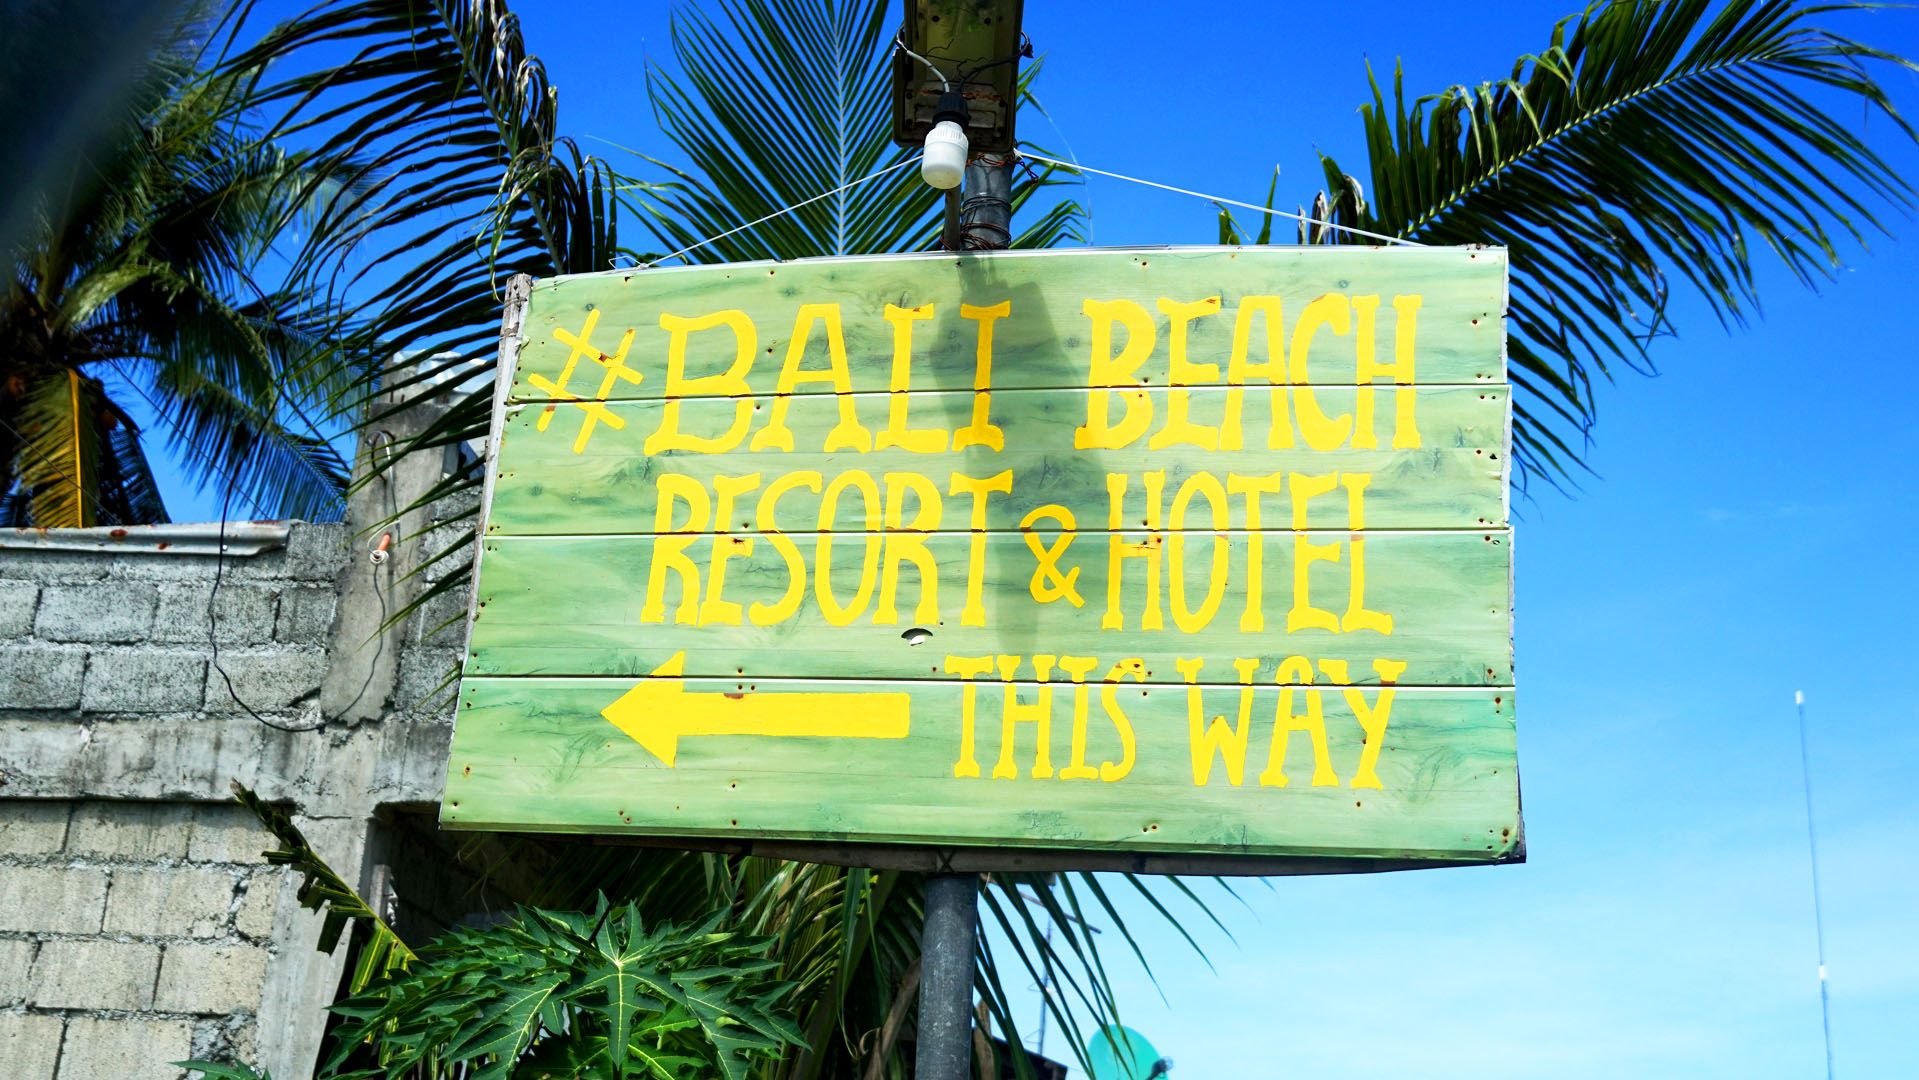 #BALI BEACH
RESORT & HOTEL
THIS WAY